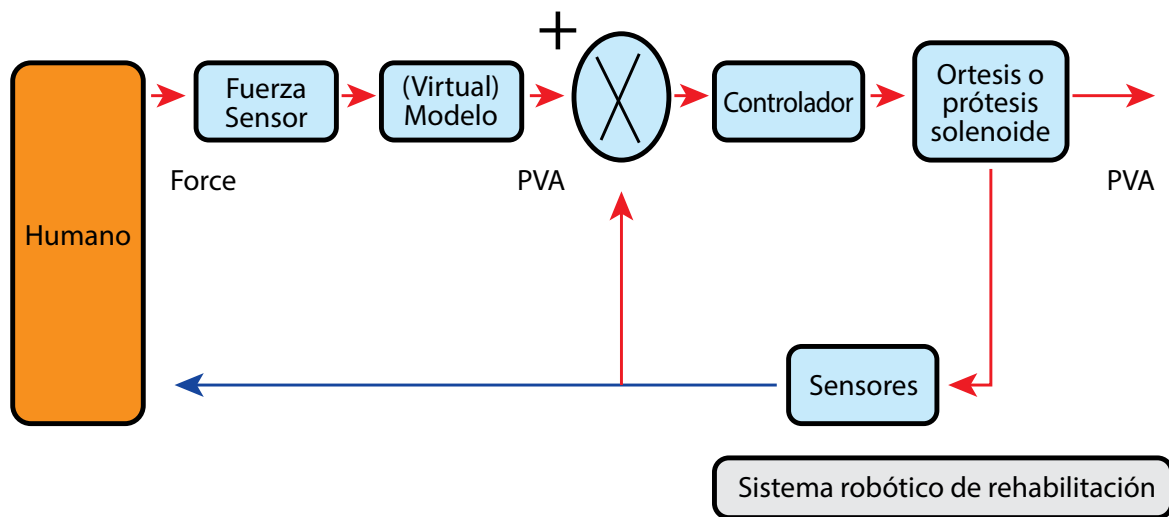 +
Humano
Fuerza
Sensor
(Virtual)
Modelo
Controlador
Ortesis o
prótesis
solenoide
Force
PVA
PVA
Sensores
Sistema robótico de rehabilitación